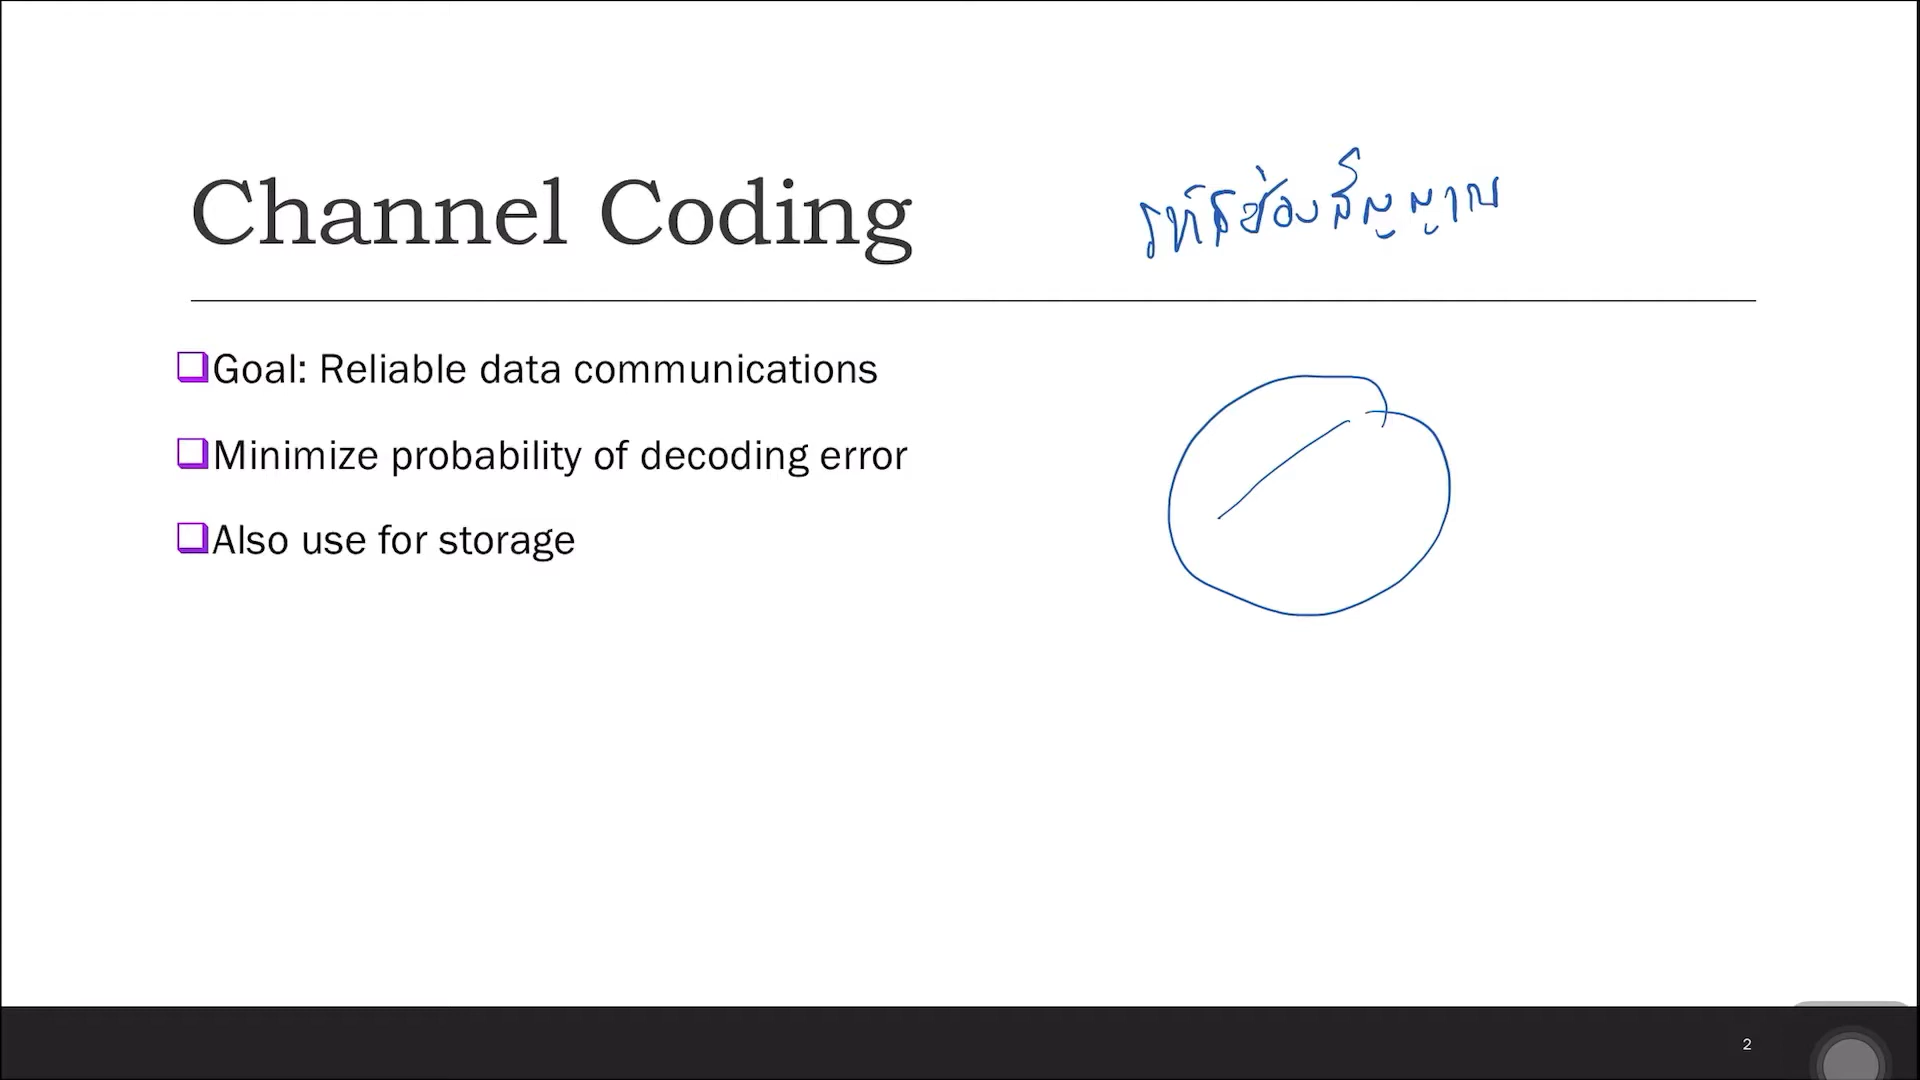 Channel Coding
รหัสช่องสัญญาณ
Goal: Reliable data communications
Minimize probability of decoding error
Also use for storage
2